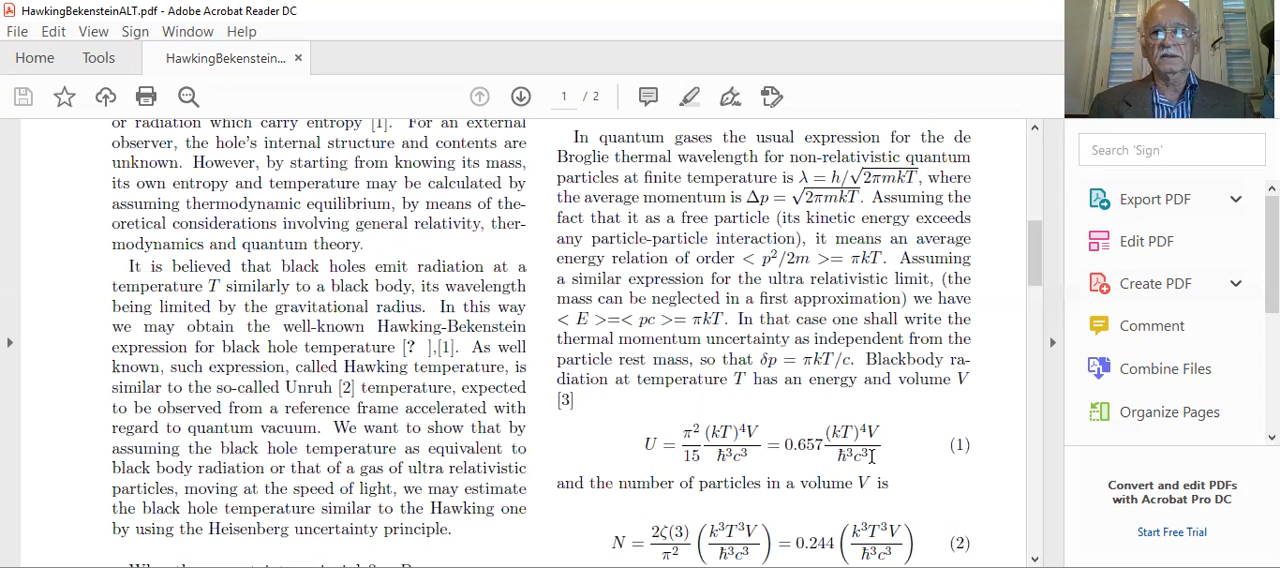 HawkingBekensteinALT.pdf - Adobe Acrobat Reader DC
File Edit View Sign Window Help
Home Tools HawkingBekenstein... ×
1 / 2
or radiation which carry entropy [1]. For an external
observer, the hole's internal structure and contents are
unknown. However, by starting from knowing its mass,
its own entropy and temperature may be calculated by
assuming thermodynamic equilibrium, by means of the-
oretical considerations involving general relativity, ther-
modynamics and quantum theory.
It is believed that black holes emit radiation at a
temperature T similarly to a black body, its wavelength
being limited by the gravitational radius. In this way
we may obtain the well-known Hawking-Bekenstein
expression for black hole temperature [? ],[1]. As well
known, such expression, called Hawking temperature, is
similar to the so-called Unruh [2] temperature, expected
to be observed from a reference frame accelerated with
regard to quantum vacuum. We want to show that by
assuming the black hole temperature as equivalent to
black body radiation or that of a gas of ultra relativistic
particles, moving at the speed of light, we may estimate
the black hole temperature similar to the Hawking one
by using the Heisenberg uncertainty principle.
In quantum gases the usual expression for the de
Broglie thermal wavelength for non-relativistic quantum
particles at finite temperature is λ = h/√2πmkT, where
the average momentum is Δp = √2πmkT. Assuming the
fact that it as a free particle (its kinetic energy exceeds
any particle-particle interaction), it means an average
energy relation of order < p²/2m >= πkT. Assuming
a similar expression for the ultra relativistic limit, (the
mass can be neglected in a first approximation) we have
< E >=< pc >= πkT. In that case one shall write the
thermal momentum uncertainty as independent from the
particle rest mass, so that δp = πkT/c. Blackbody ra-
diation at temperature T has an energy and volume V
[3]
U = π²/15 (kT)⁴V/ħ³c³ = 0.657 (kT)⁴V/ħ³c³ (1)
and the number of particles in a volume V is
N = 2ζ(3)/π² (k³T³V/ħ³c³) = 0.244 (k³T³V/ħ³c³) (2)
Search 'Sign'
Export PDF
Edit PDF
Create PDF
Comment
Combine Files
Organize Pages
Convert and edit PDFs
with Acrobat Pro DC
Start Free Trial